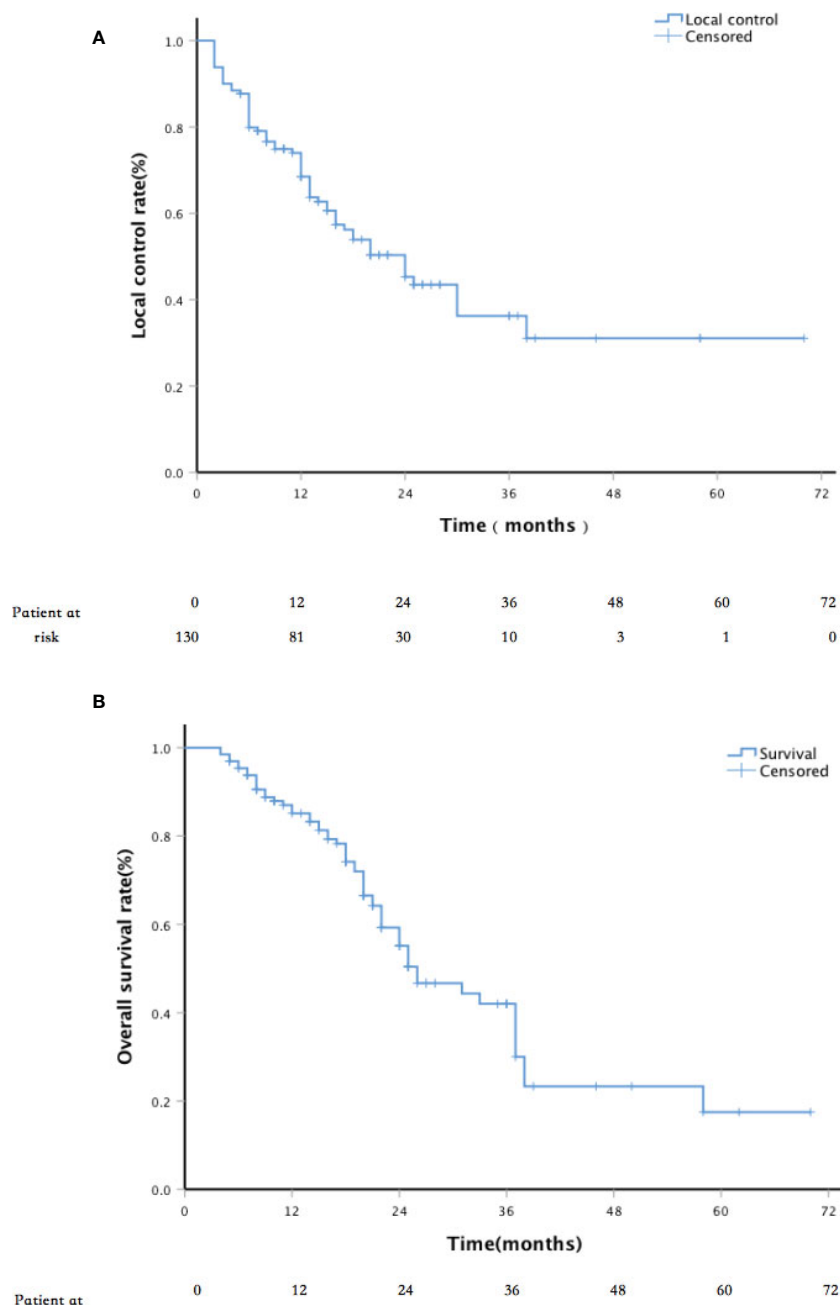 A
Local control
Censored
1.0
0.8
0.6
0.4
0.2
0.0
Local control rate(%)
0 12 24 36 48 60 72
Time ( months )
Patient at 0 12 24 36 48 60 72
risk 130 81 30 10 3 1 0
B
Survival
Censored
1.0
0.8
0.6
0.4
0.2
0.0
Overall survival rate(%)
0 12 24 36 48 60 72
Time(months)
Patient at 0 12 24 36 48 60 72